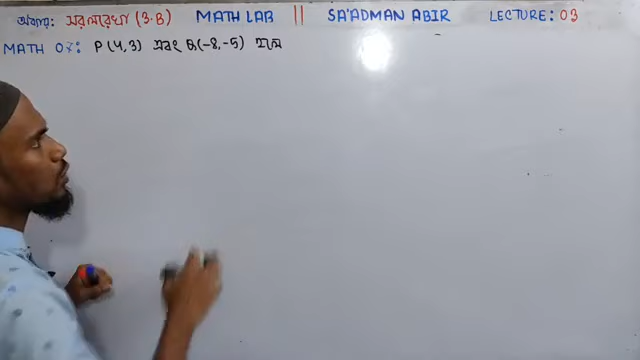 অধ্যায়: সরলরেখা (3.B) MATH LAB || SA'ADMAN ABIR LECTURE: 03
MATH 07: P (4,3) এবং Q(-8,-5) হলে